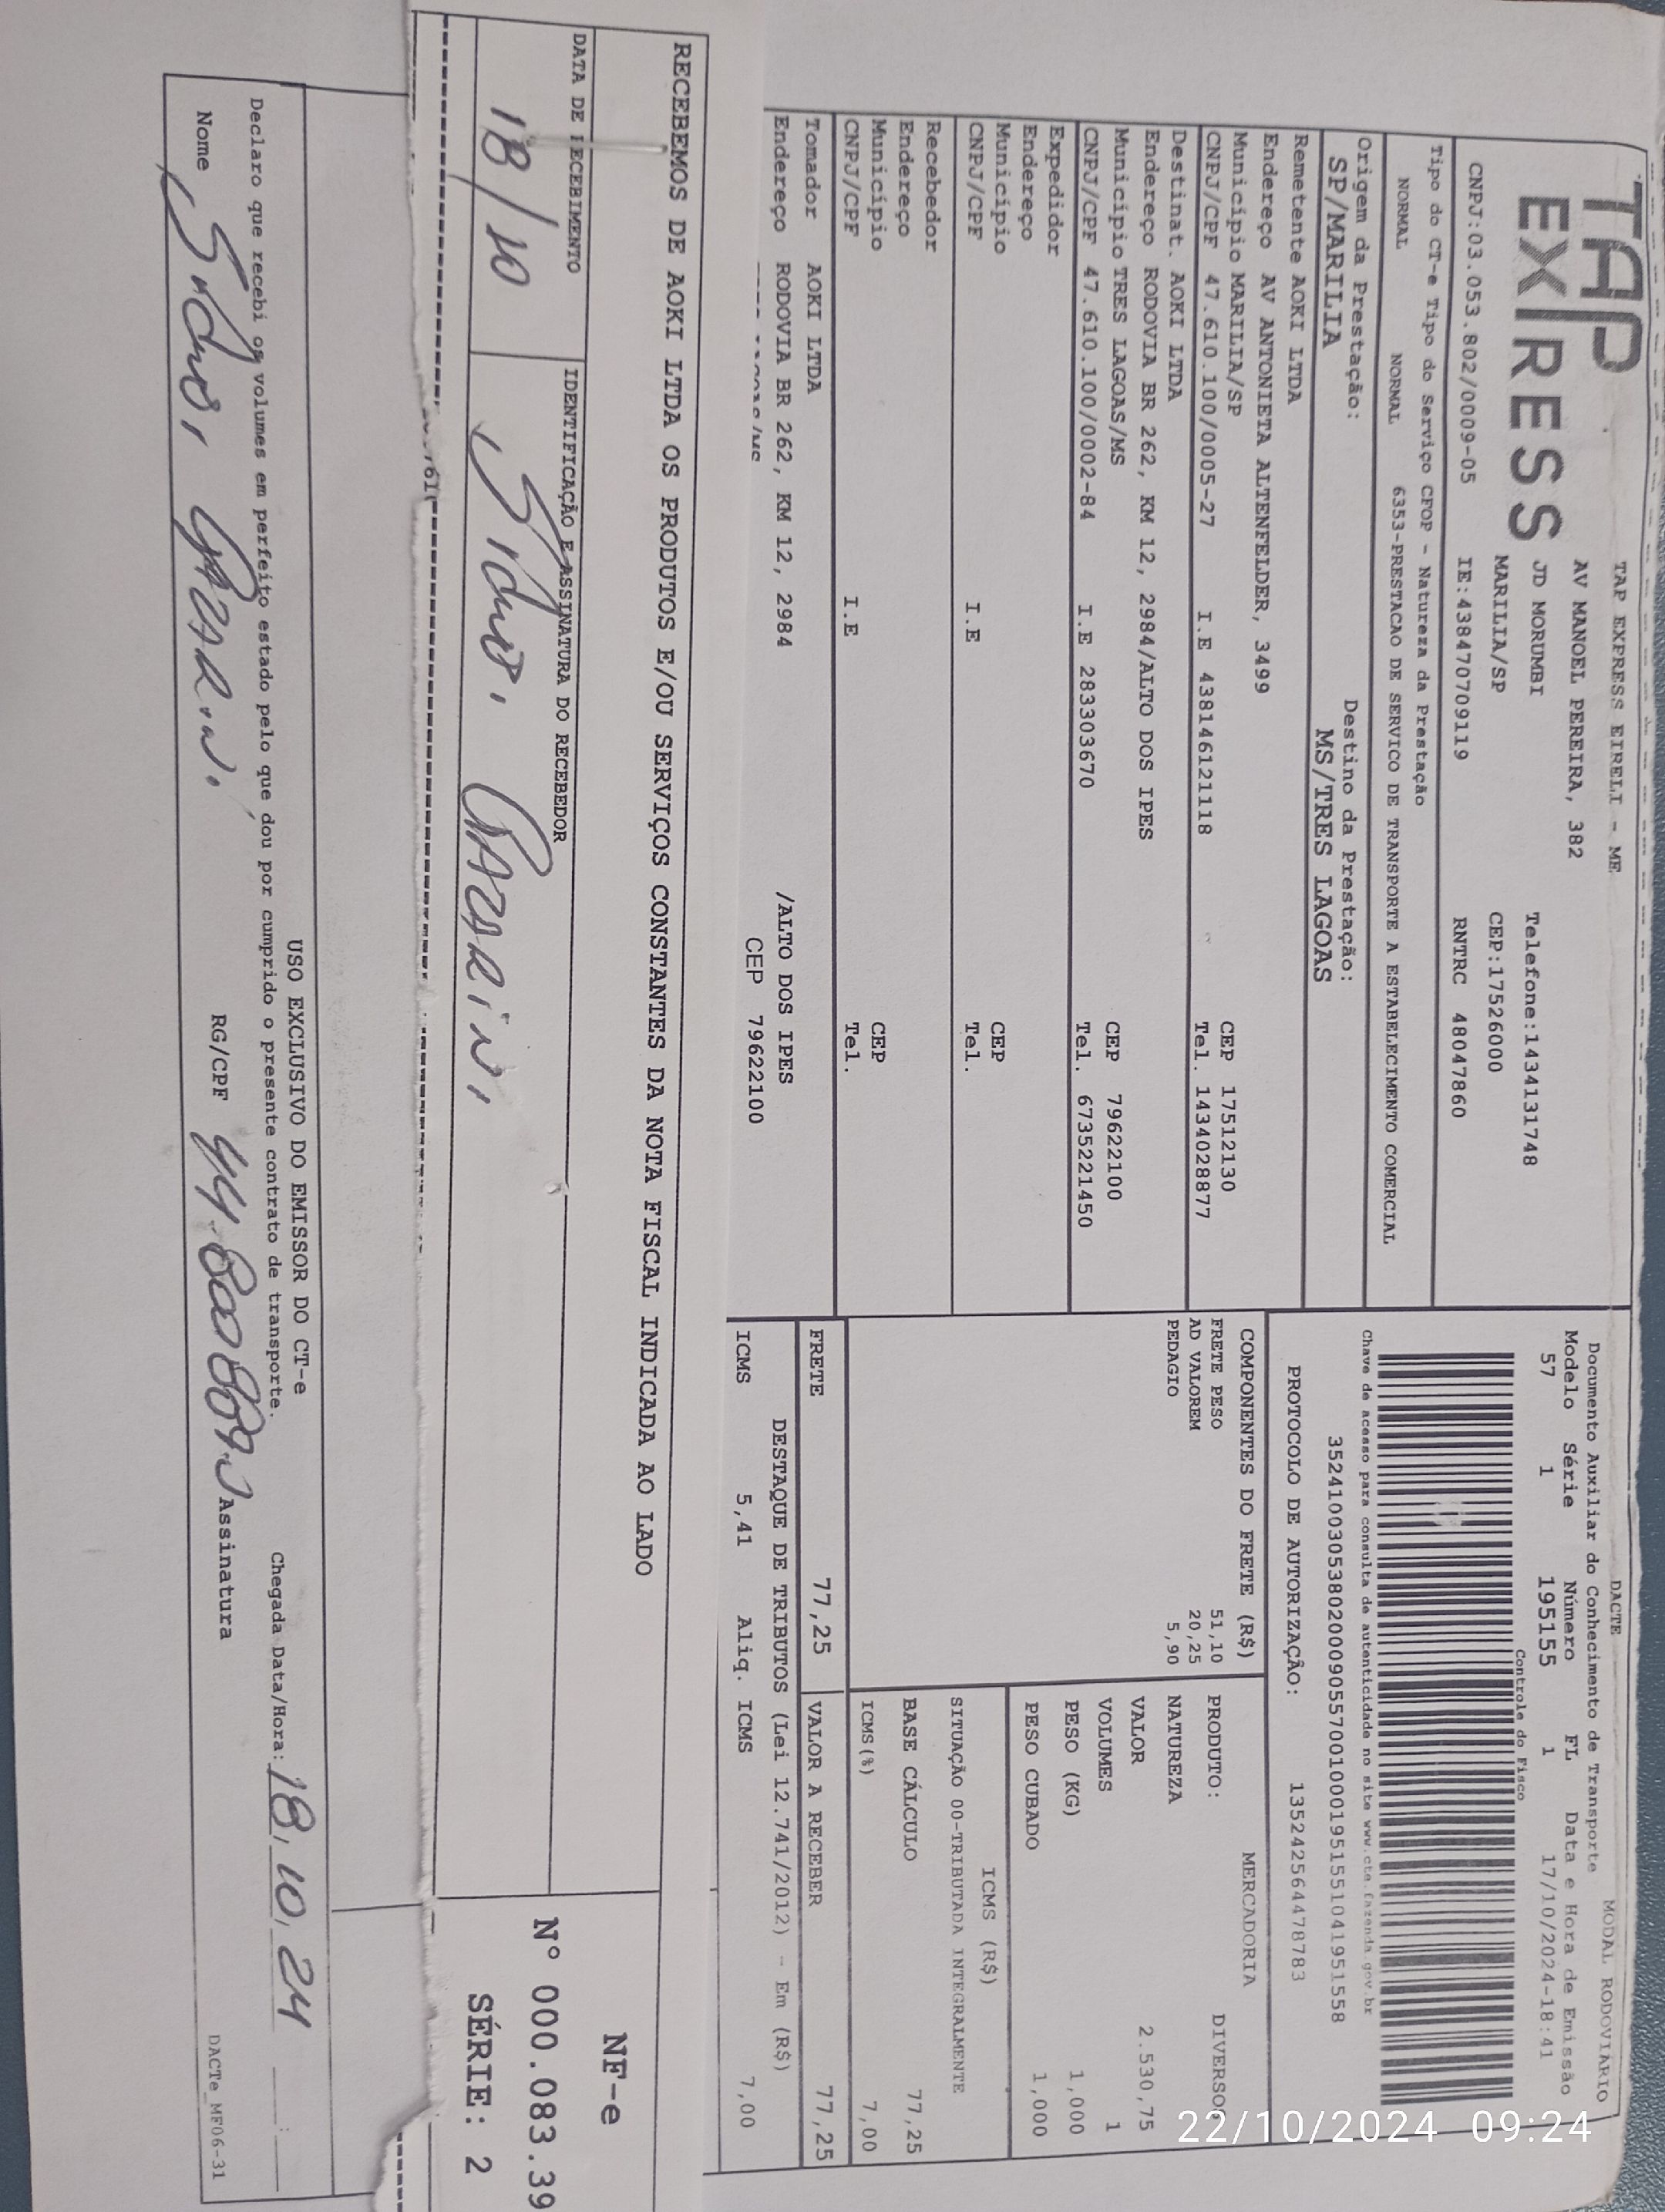 TAP
EXPRESS
TAP EXPRESS EIRELI - ME
AV MANOEL PEREIRA, 382
JD MORUMBI Telefone:1434131748
MARILIA/SP CEP:17526000
CNPJ:03.053.802/0009-05 IE:438470709119 RNTRC 48047860
Tipo do CT-e Tipo do Serviço CFOP - Natureza da Prestação
NORMAL NORMAL 6353-PRESTACAO DE SERVICO DE TRANSPORTE A ESTABELECIMENTO COMERCIAL
Origem da Prestação: Destino da Prestação:
SP/MARILIA MS/TRES LAGOAS
Remetente AOKI LTDA
Endereço AV ANTONIETA ALTENFELDER, 3499
Município MARILIA/SP CEP 17512130
CNPJ/CPF 47.610.100/0005-27 I.E 438146121118 Tel. 1434028877
Destinat. AOKI LTDA
Endereço RODOVIA BR 262, KM 12, 2984/ALTO DOS IPES
Município TRES LAGOAS/MS CEP 79622100
CNPJ/CPF 47.610.100/0002-84 I.E 283303670 Tel. 6735221450
Expedidor
Endereço
Município CEP
CNPJ/CPF I.E Tel.
Recebedor
Endereço
Município CEP
CNPJ/CPF I.E Tel.
Tomador AOKI LTDA
Endereço RODOVIA BR 262, KM 12, 2984 /ALTO DOS IPES
CEP 79622100
DACTE MODAL RODOVIÁRIO
Documento Auxiliar do Conhecimento de Transporte
Modelo Série Número FL Data e Hora de Emissão
57 1 195155 1 17/10/2024-18:41
Controle do Fisco
Chave de acesso para consulta de autenticidade no site www.cte.fazenda.gov.br
35241003053802000905570010001951551041951558
PROTOCOLO DE AUTORIZAÇÃO: 135242564478783
COMPONENTES DO FRETE (R$)
FRETE PESO 51,10
AD VALOREM 20,25
PEDAGIO 5,90
MERCADORIA
PRODUTO: DIVERSOS
NATUREZA
VALOR 2.530,75
VOLUMES 1
PESO (KG) 1,000
PESO CUBADO 1,000
ICMS (R$)
SITUAÇÃO 00-TRIBUTADA INTEGRALMENTE
BASE CÁLCULO 77,25
ICMS(%) 7,00
FRETE 77,25 VALOR A RECEBER 77,25
DESTAQUE DE TRIBUTOS (Lei 12.741/2012) - Em (R$)
ICMS 5,41 Aliq. ICMS 7,00
RECEBEMOS DE AOKI LTDA OS PRODUTOS E/OU SERVIÇOS CONSTANTES DA NOTA FISCAL INDICADA AO LADO
DATA DE RECEBIMENTO IDENTIFICAÇÃO E ASSINATURA DO RECEBEDOR
18/10
NF-e
N° 000.083.39
SÉRIE: 2
USO EXCLUSIVO DO EMISSOR DO CT-e
Declaro que recebi os volumes em perfeito estado pelo que dou por cumprido o presente contrato de transporte.
Chegada Data/Hora: 18, 10, 24 :
Nome RG/CPF Assinatura
DACTe_MF06-31
22/10/2024 09:24